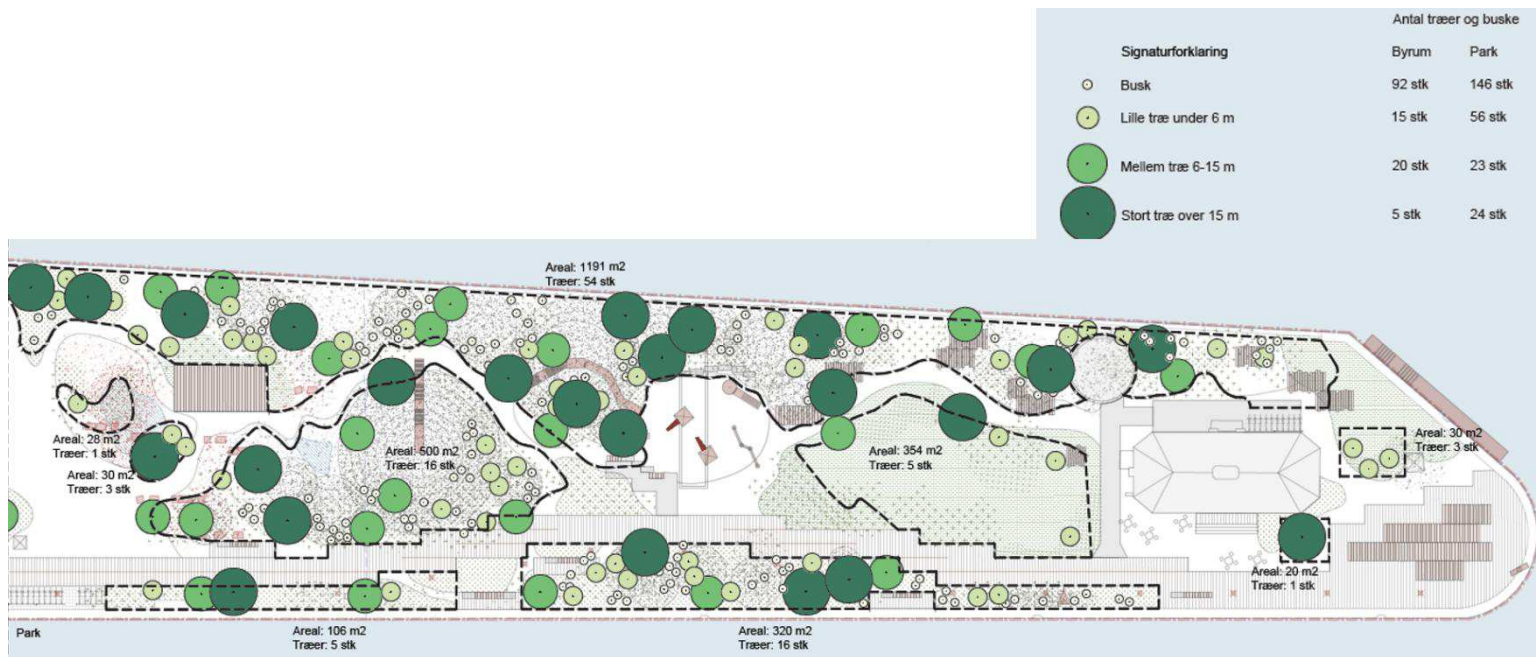 Antal træer og buske
Signaturforklaring Byrum Park
Busk 92 stk 146 stk
Lille træ under 6 m 15 stk 56 stk
Mellem træ 6-15 m 20 stk 23 stk
Stort træ over 15 m 5 stk 24 stk
Areal: 1191 m2
Træer: 54 stk
Areal: 28 m2
Træer: 1 stk
Areal: 30 m2
Træer: 3 stk
Areal: 500 m2
Træer: 16 stk
Areal: 354 m2
Træer: 5 stk
Areal: 30 m2
Træer: 3 stk
Areal: 20 m2
Træer: 1 stk
Park
Areal: 106 m2
Træer: 5 stk
Areal: 320 m2
Træer: 16 stk